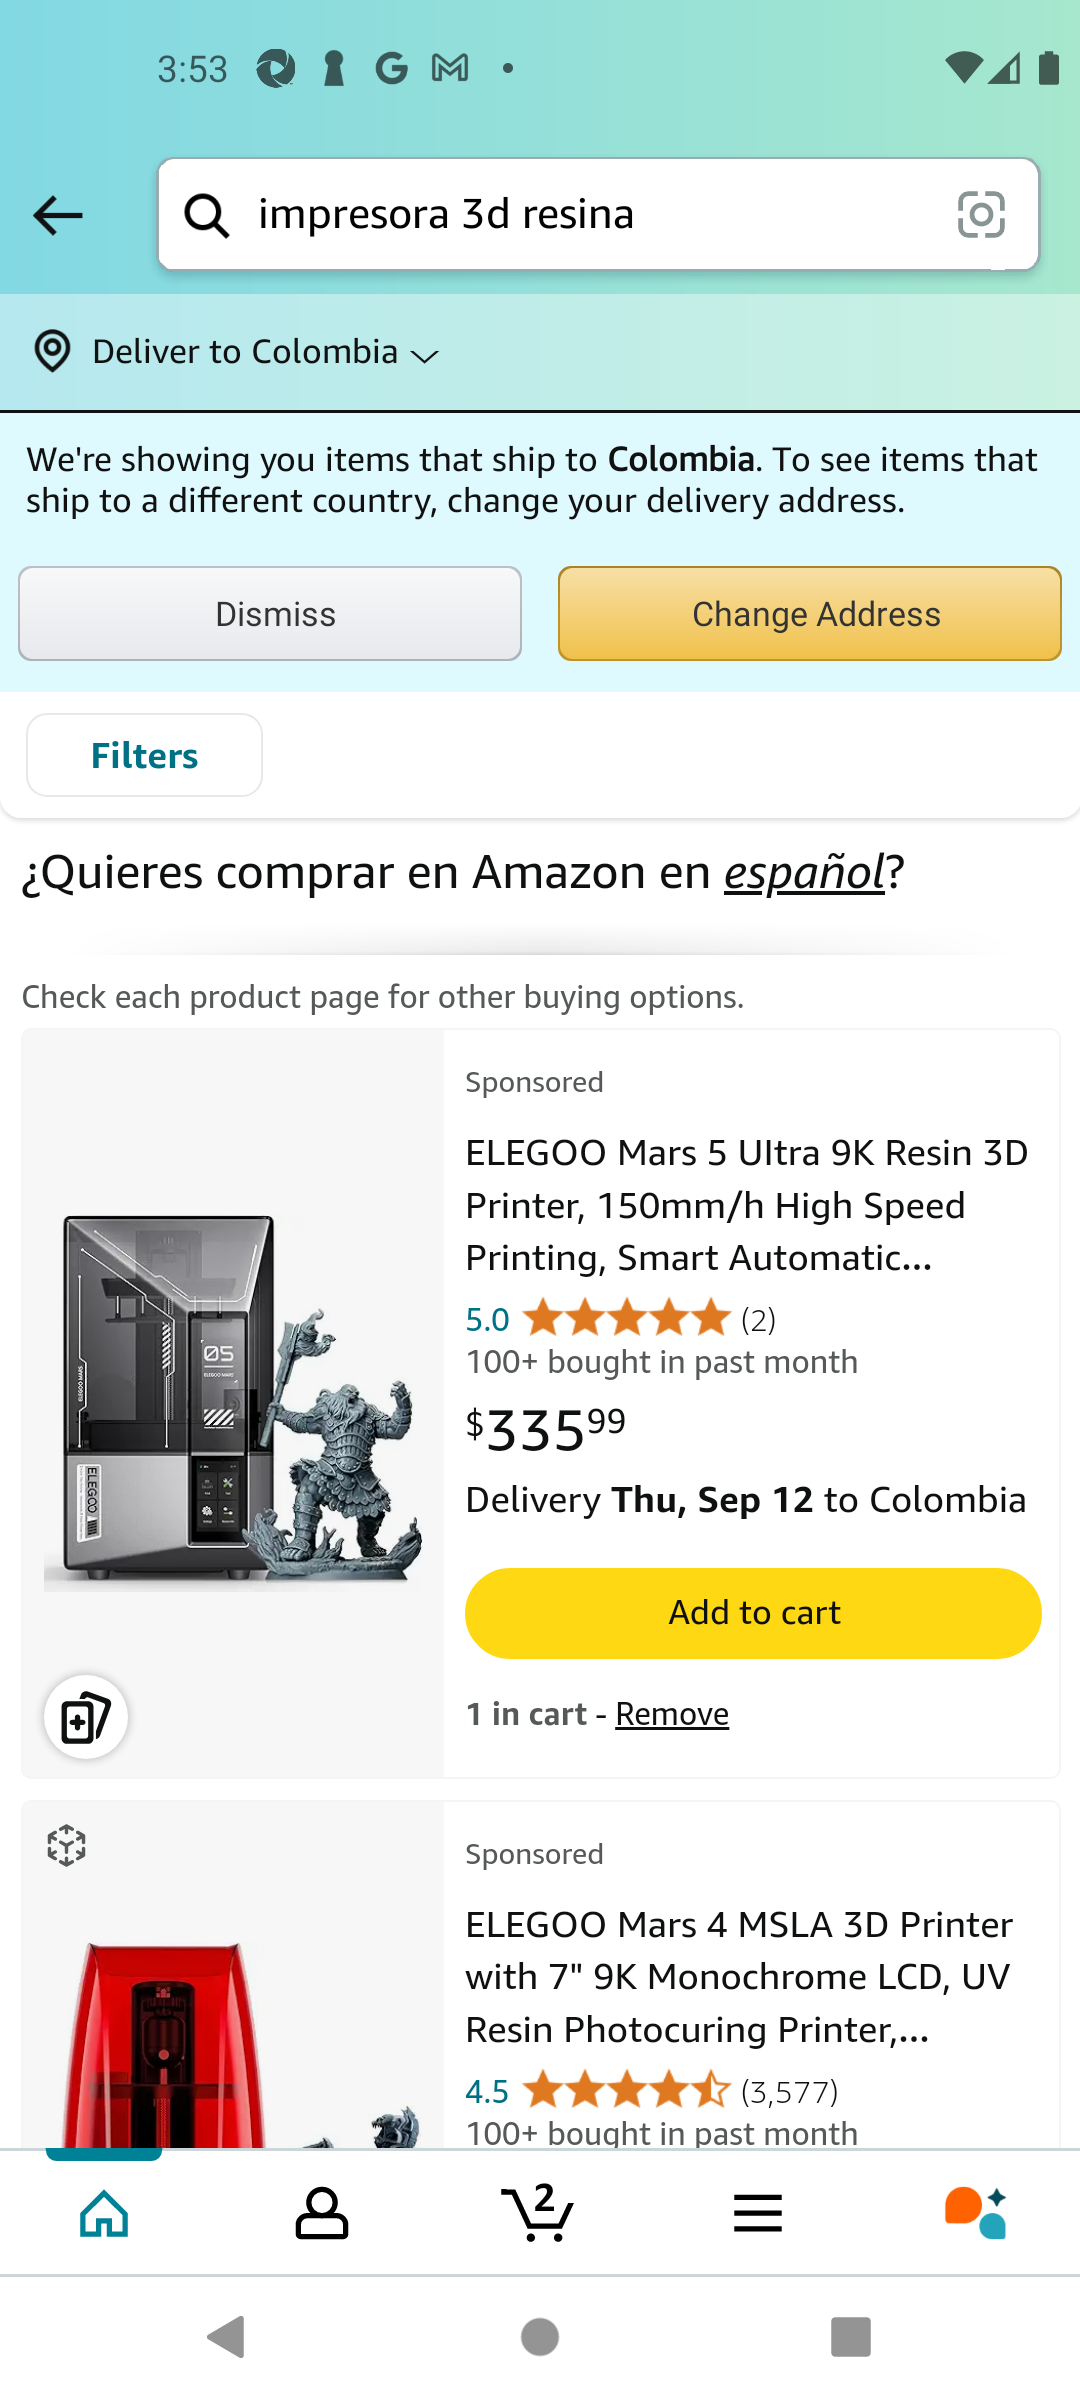 3:53
impresora 3d resina
Deliver to Colombia
We're showing you items that ship to Colombia. To see items that
ship to a different country, change your delivery address.
Dismiss
Change Address
Filters
¿Quieres comprar en Amazon en español?
Check each product page for other buying options.
Sponsored
ELEGOO Mars 5 Ultra 9K Resin 3D
Printer, 150mm/h High Speed
Printing, Smart Automatic...
5.0 (2)
100+ bought in past month
$335.99
Delivery Thu, Sep 12 to Colombia
Add to cart
1 in cart - Remove
05
ELEGOO MARS
ELEGOO
Sponsored
ELEGOO Mars 4 MSLA 3D Printer
with 7" 9K Monochrome LCD, UV
Resin Photocuring Printer,...
4.5 (3,577)
100+ bought in past month
2